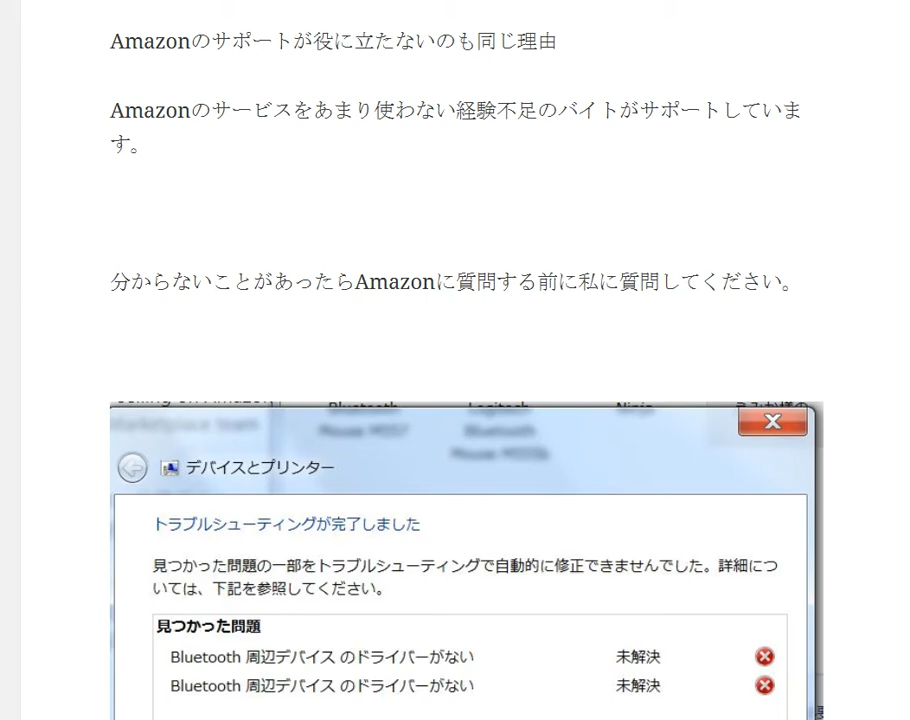 Amazonのサポートが役に立たないのも同じ理由
Amazonのサービスをあまり使わない経験不足のバイトがサポートしていま
す。
分からないことがあったらAmazonに質問する前に私に質問してください。
Bluetooth Logitech Ninja
Marketplace team Mouse M557 Bluetooth
Mouse M555b
デバイスとプリンター
トラブルシューティングが完了しました
見つかった問題の一部をトラブルシューティングで自動的に修正できませんでした。詳細につ
いては、下記を参照してください。
見つかった問題
Bluetooth 周辺デバイス のドライバーがない 未解決
Bluetooth 周辺デバイス のドライバーがない 未解決